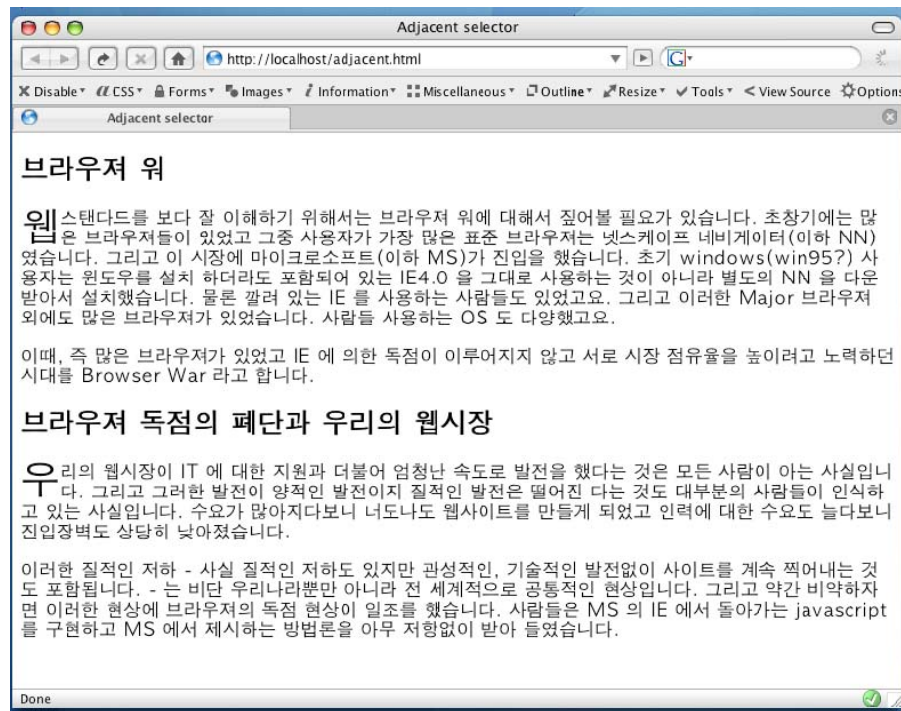 Adjacent selector
http://localhost/adjacent.html
G
Disable CSS Forms Images Information Miscellaneous Outline Resize Tools View Source Options
Adjacent selector
브라우져 워
웹스탠다드를 보다 잘 이해하기 위해서는 브라우져 워에 대해서 짚어볼 필요가 있습니다. 초창기에는 많
은 브라우져들이 있었고 그중 사용자가 가장 많은 표준 브라우져는 넷스케이프 네비게이터(이하 NN)
였습니다. 그리고 이 시장에 마이크로소프트(이하 MS)가 진입을 했습니다. 초기 windows(win95?) 사
용자는 윈도우를 설치 하더라도 포함되어 있는 IE4.0 을 그대로 사용하는 것이 아니라 별도의 NN 을 다운
받아서 설치했습니다. 물론 깔려 있는 IE 를 사용하는 사람들도 있었고요. 그리고 이러한 Major 브라우져
외에도 많은 브라우져가 있었습니다. 사람들 사용하는 OS 도 다양했고요.
이때, 즉 많은 브라우져가 있었고 IE 에 의한 독점이 이루어지지 않고 서로 시장 점유율을 높이려고 노력하던
시대를 Browser War 라고 합니다.
브라우져 독점의 폐단과 우리의 웹시장
우리의 웹시장이 IT 에 대한 지원과 더불어 엄청난 속도로 발전을 했다는 것은 모든 사람이 아는 사실입니
다. 그리고 그러한 발전이 양적인 발전이지 질적인 발전은 떨어진 다는 것도 대부분의 사람들이 인식하
고 있는 사실입니다. 수요가 많아지다보니 너도나도 웹사이트를 만들게 되었고 인력에 대한 수요도 늘다보니
진입장벽도 상당히 낮아졌습니다.
이러한 질적인 저하 - 사실 질적인 저하도 있지만 관성적인, 기술적인 발전없이 사이트를 계속 찍어내는 것
도 포함됩니다. - 는 비단 우리나라뿐만 아니라 전 세계적으로 공통적인 현상입니다. 그리고 약간 비약하자
면 이러한 현상에 브라우져의 독점 현상이 일조를 했습니다. 사람들은 MS 의 IE 에서 돌아가는 javascript
를 구현하고 MS 에서 제시하는 방법론을 아무 저항없이 받아 들였습니다.
Done